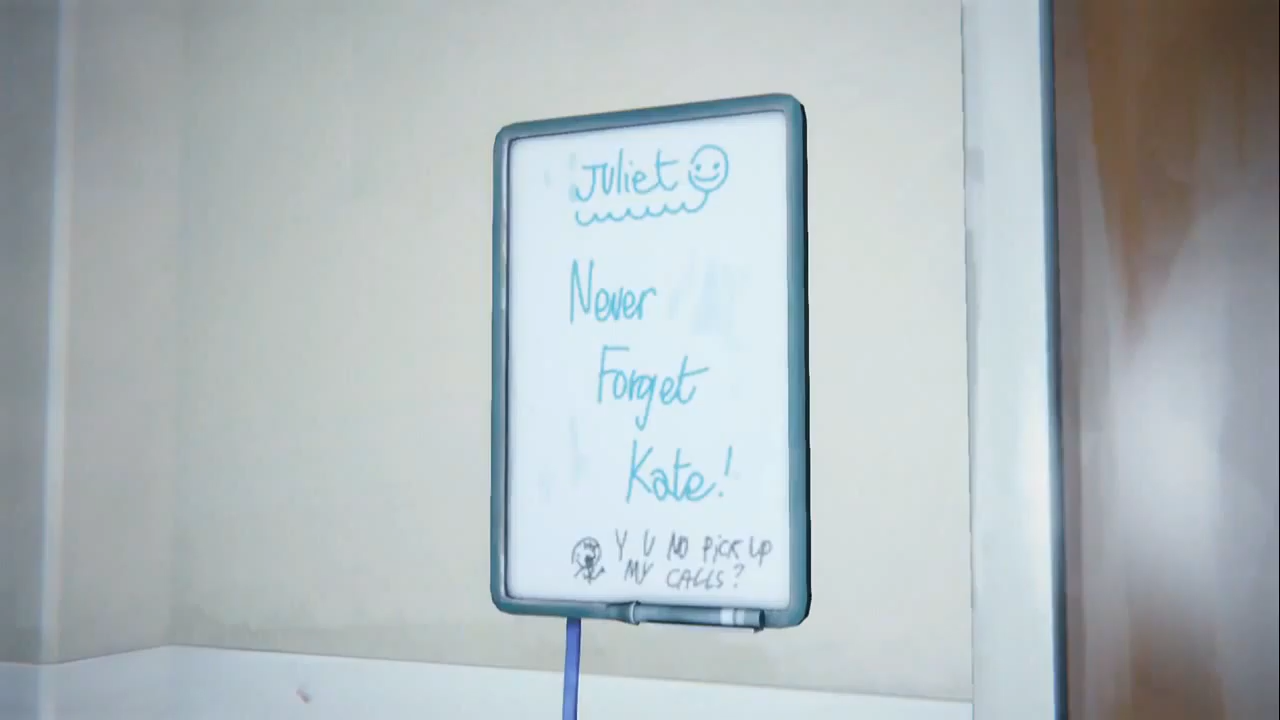 Juliet
Never
Forget
Kate!
Y U NO PiCK UP
MY CALLS?